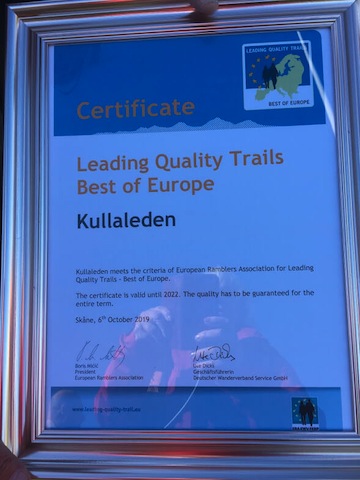 LEADING QUALITY TRAILS
BEST OF EUROPE
Certificate
Leading Quality Trails
Best of Europe
Kullaleden
Kullaleden meets the criteria of European Ramblers Association for Leading
Quality Trails - Best of Europe.
The certificate is valid until 2022. The quality has to be guaranteed for the
entire term.
Skåne, 6th October 2019
Boris Mićić
President
European Ramblers Association
Geschäftsführerin
Deutscher Wanderverband Service GmbH
www.leading-quality-trail.eu